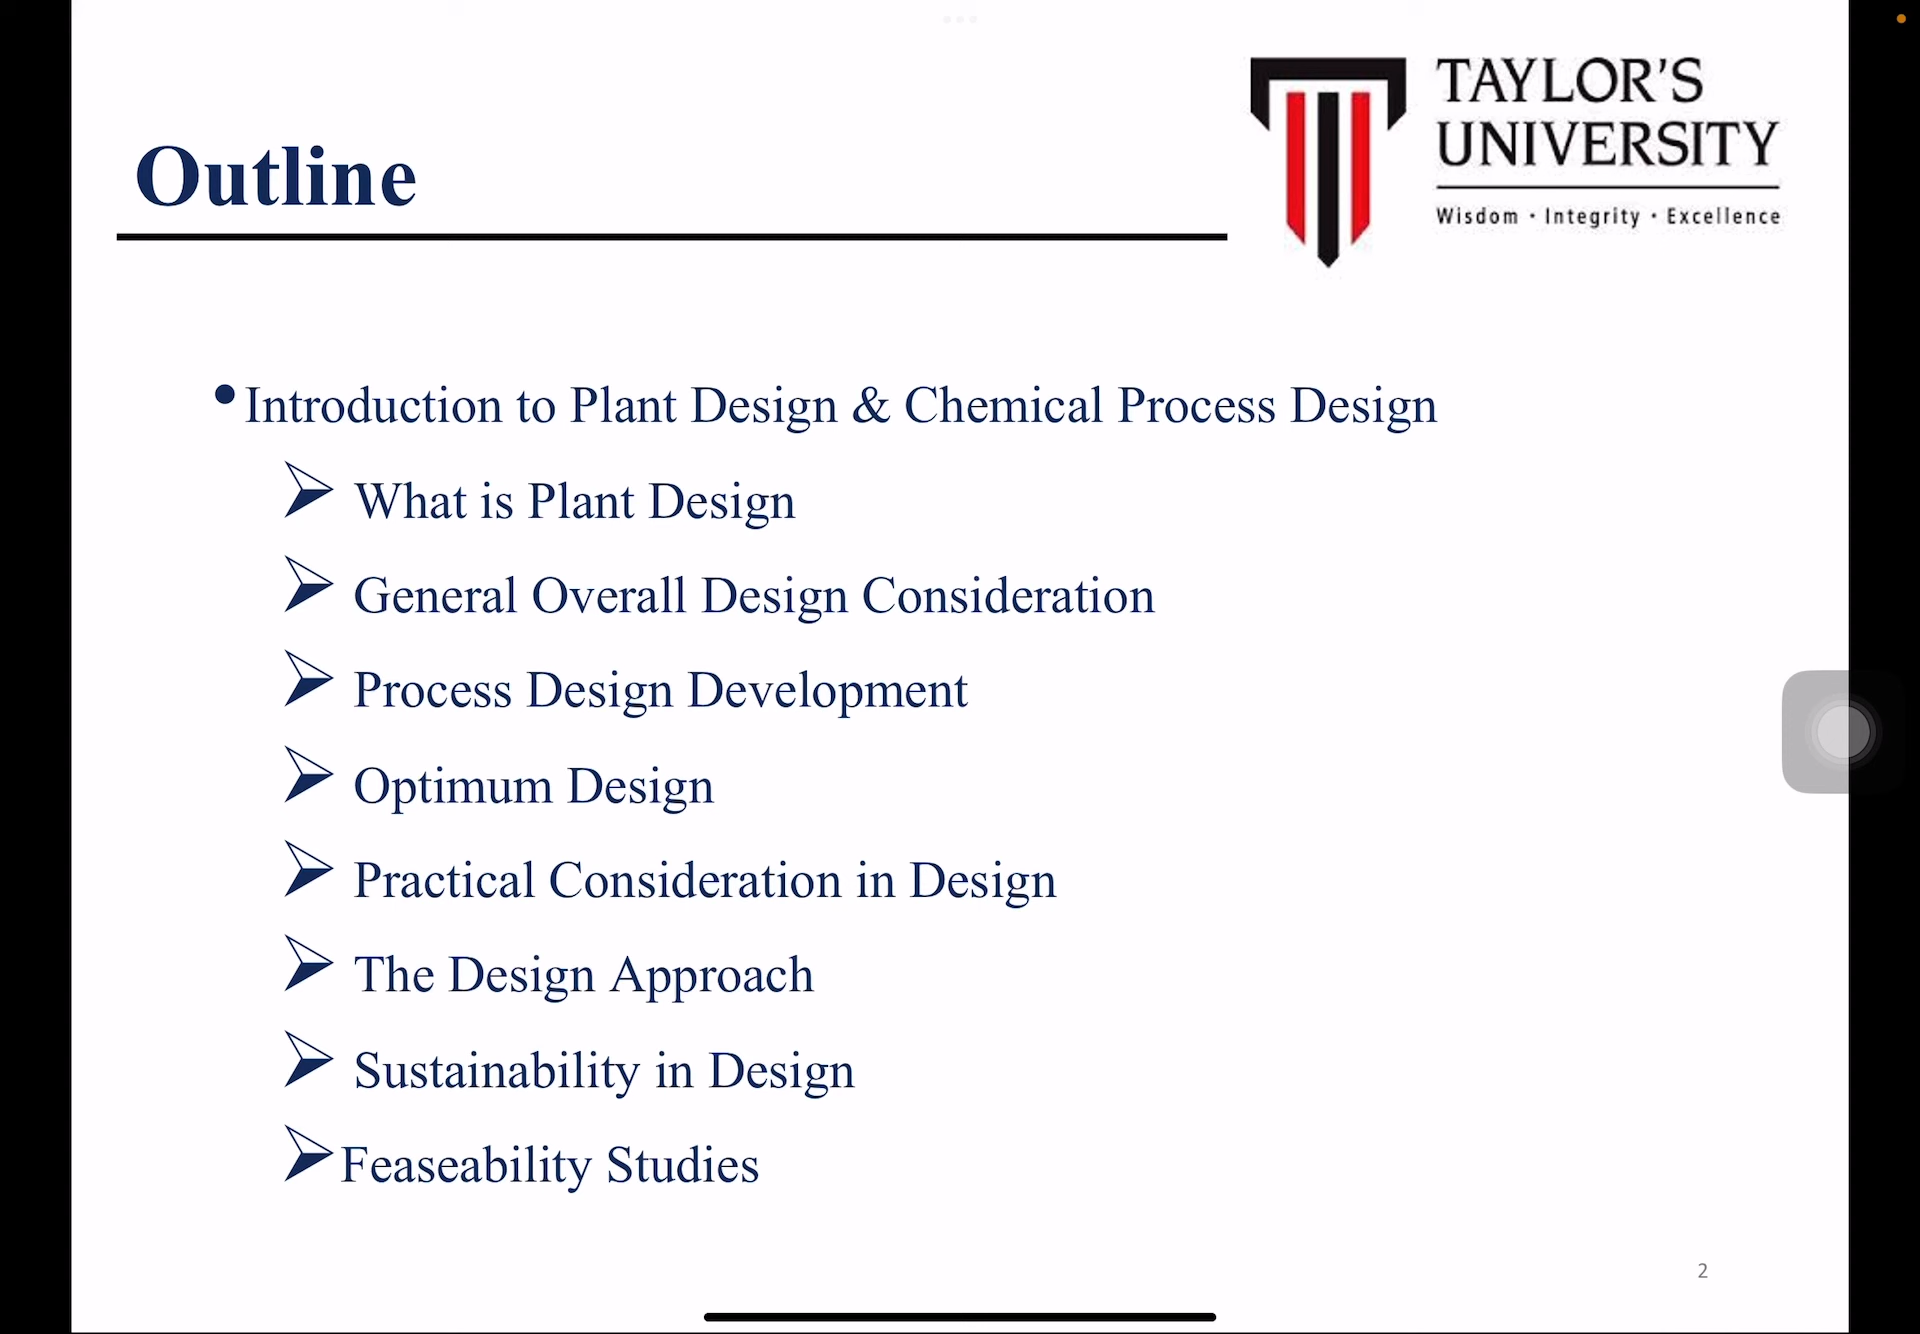 TAYLOR'S
UNIVERSITY
Wisdom · Integrity · Excellence
Outline
•Introduction to Plant Design & Chemical Process Design
➢ What is Plant Design
➢ General Overall Design Consideration
➢ Process Design Development
➢ Optimum Design
➢ Practical Consideration in Design
➢ The Design Approach
➢ Sustainability in Design
➢Feaseability Studies
2